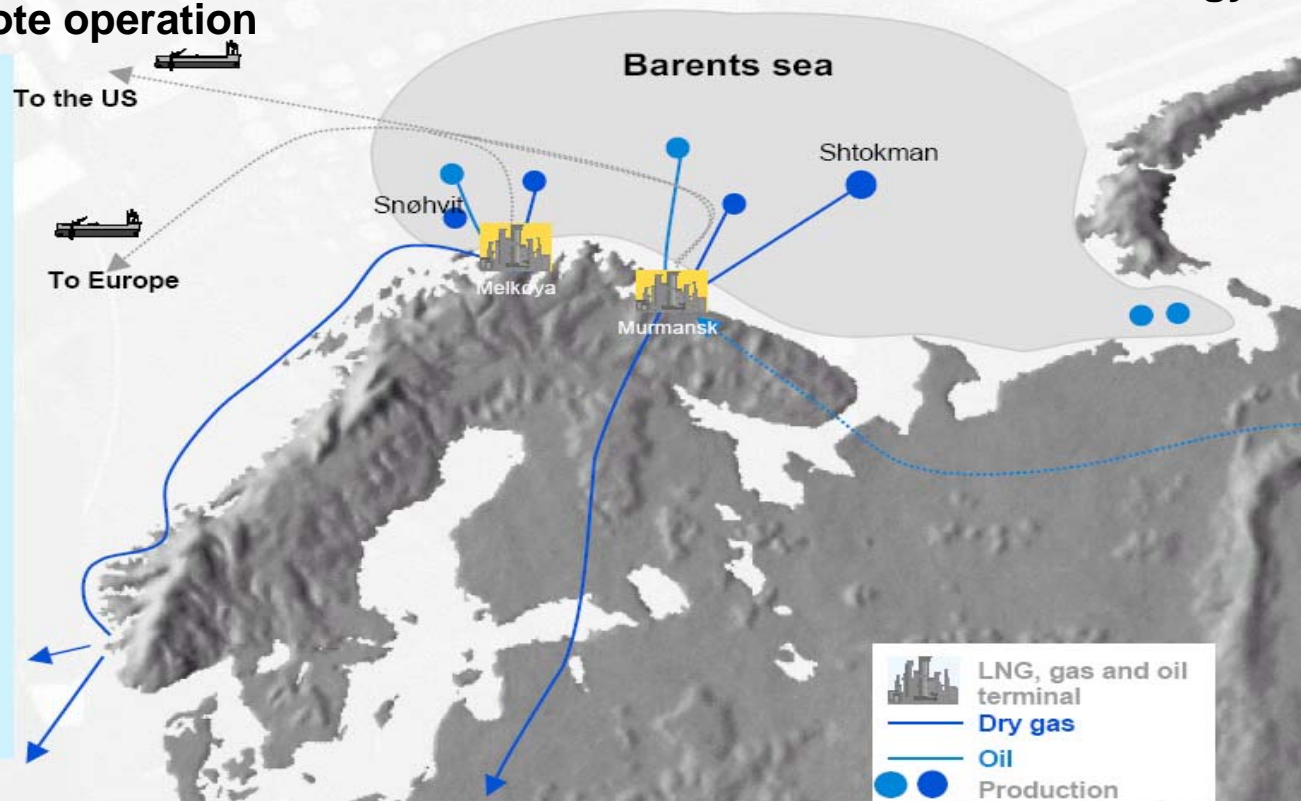 ote operation
gy
Barents sea
To the US
Shtokman
Snøhvit
To Europe
Melkøya
Murmansk
LNG, gas and oil
terminal
Dry gas
Oil
Production